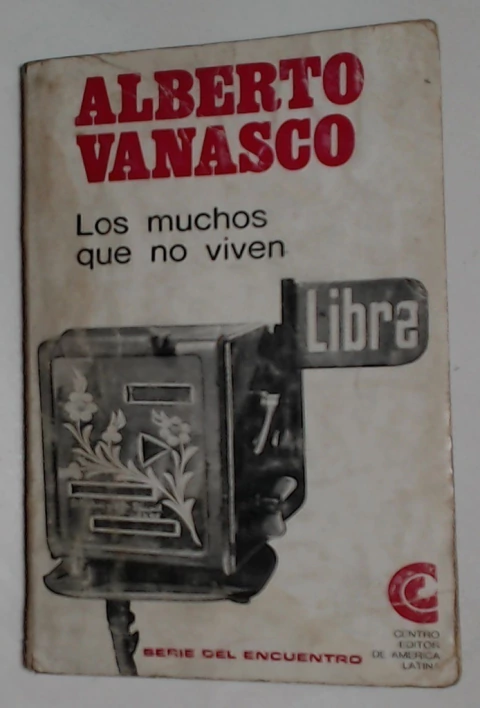 ALBERTO
VANASCO
Los muchos
que no viven
Libre
SERIE DEL ENCUENTRO
CENTRO
EDITOR
DE AMERICA
LATINA